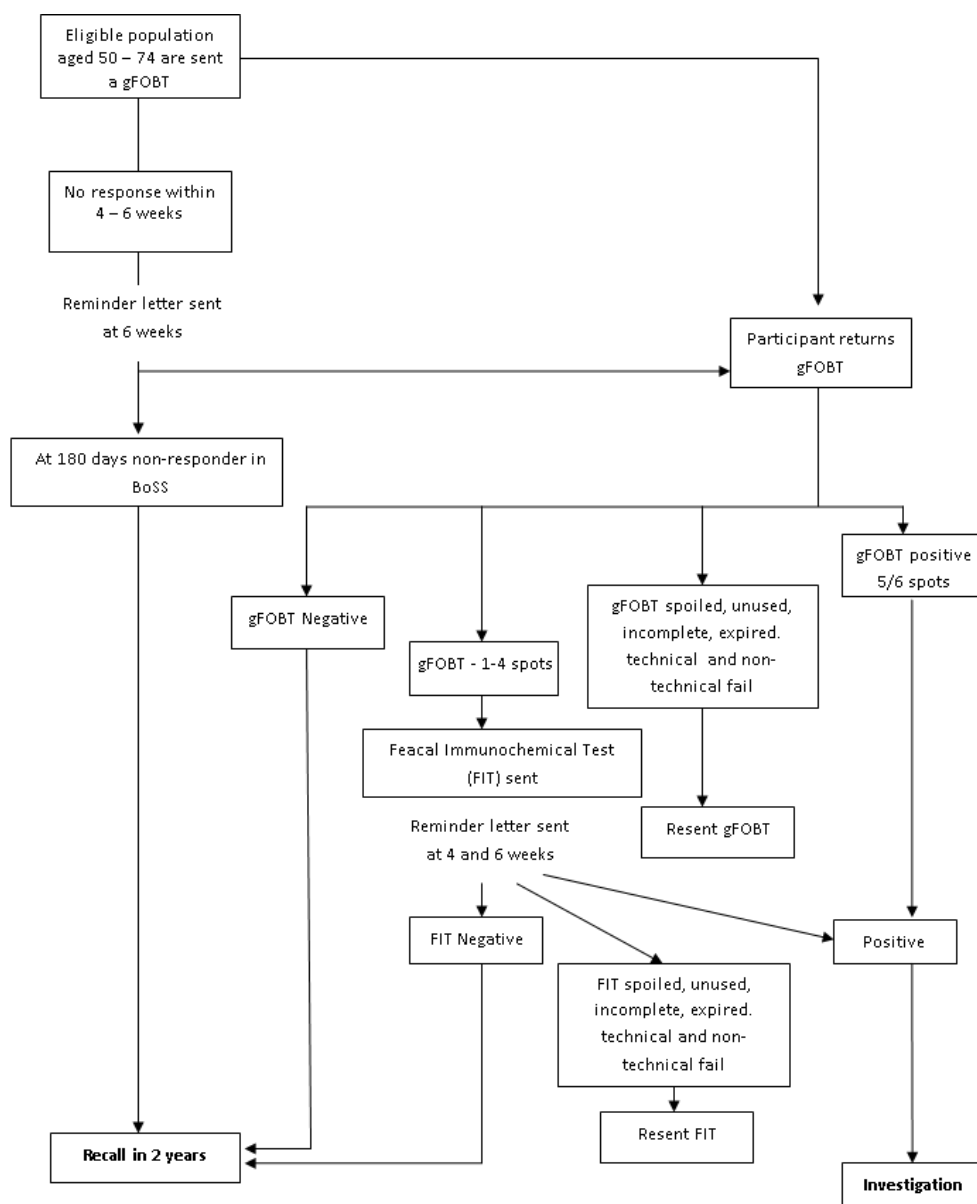 Eligible population
aged 50 – 74 are sent
a gFOBT
No response within
4 – 6 weeks
Reminder letter sent
at 6 weeks
Participant returns
gFOBT
At 180 days non-responder in
BoSS
gFOBT Negative
gFOBT - 1-4 spots
gFOBT spoiled, unused,
incomplete, expired.
technical and non-
technical fail
gFOBT positive
5/6 spots
Feacal Immunochemical Test
(FIT) sent
Resent gFOBT
Reminder letter sent
at 4 and 6 weeks
FIT Negative
FIT spoiled, unused,
incomplete, expired.
technical and non-
technical fail
Positive
Resent FIT
Recall in 2 years
Investigation